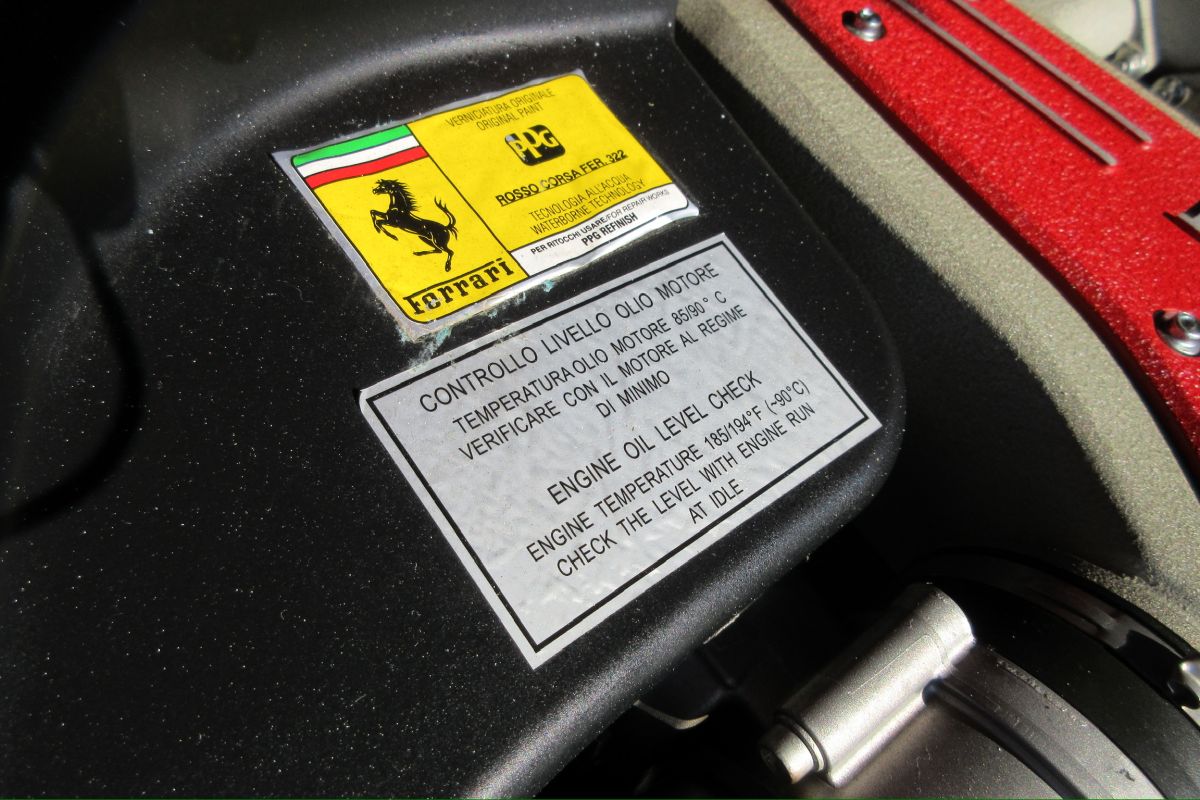 VERNICIATURA ORIGINALE
ORIGINAL PAINT
PPG
ROSSO CORSA FER. 322
TECNOLOGIA ALL'ACQUA
WATERBORNE TECHNOLOGY
PER RITOCCHI USARE/FOR REPAIR WORKS
PPG REFINISH
Ferrari
CONTROLLO LIVELLO OLIO MOTORE
TEMPERATURA OLIO MOTORE 85/90° C
VERIFICARE CON IL MOTORE AL REGIME
DI MINIMO
ENGINE OIL LEVEL CHECK
ENGINE TEMPERATURE 185/194°F (~90°C)
CHECK THE LEVEL WITH ENGINE RUN
AT IDLE